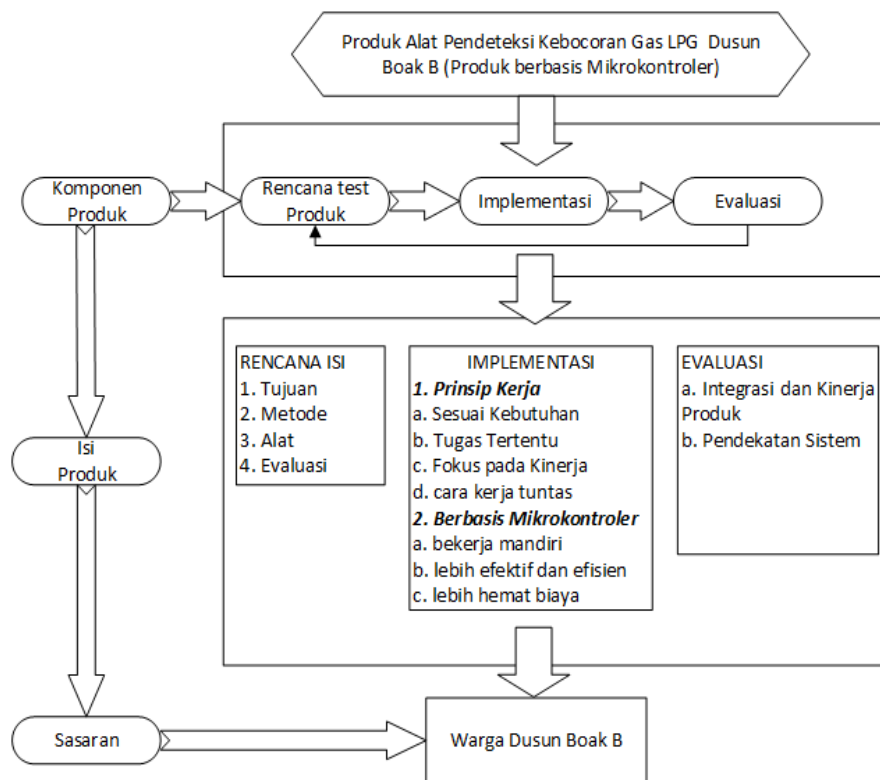 Produk Alat Pendeteksi Kebocoran Gas LPG Dusun
Boak B (Produk berbasis Mikrokontroler)
Komponen
Produk
Rencana test
Produk
Implementasi
Evaluasi
RENCANA ISI
1. Tujuan
2. Metode
3. Alat
4. Evaluasi
IMPLEMENTASI
1. Prinsip Kerja
a. Sesuai Kebutuhan
b. Tugas Tertentu
c. Fokus pada Kinerja
d. cara kerja tuntas
2. Berbasis Mikrokontroler
a. bekerja mandiri
b. lebih efektif dan efisien
c. lebih hemat biaya
EVALUASI
a. Integrasi dan Kinerja
Produk
b. Pendekatan Sistem
Isi
Produk
Sasaran
Warga Dusun Boak B